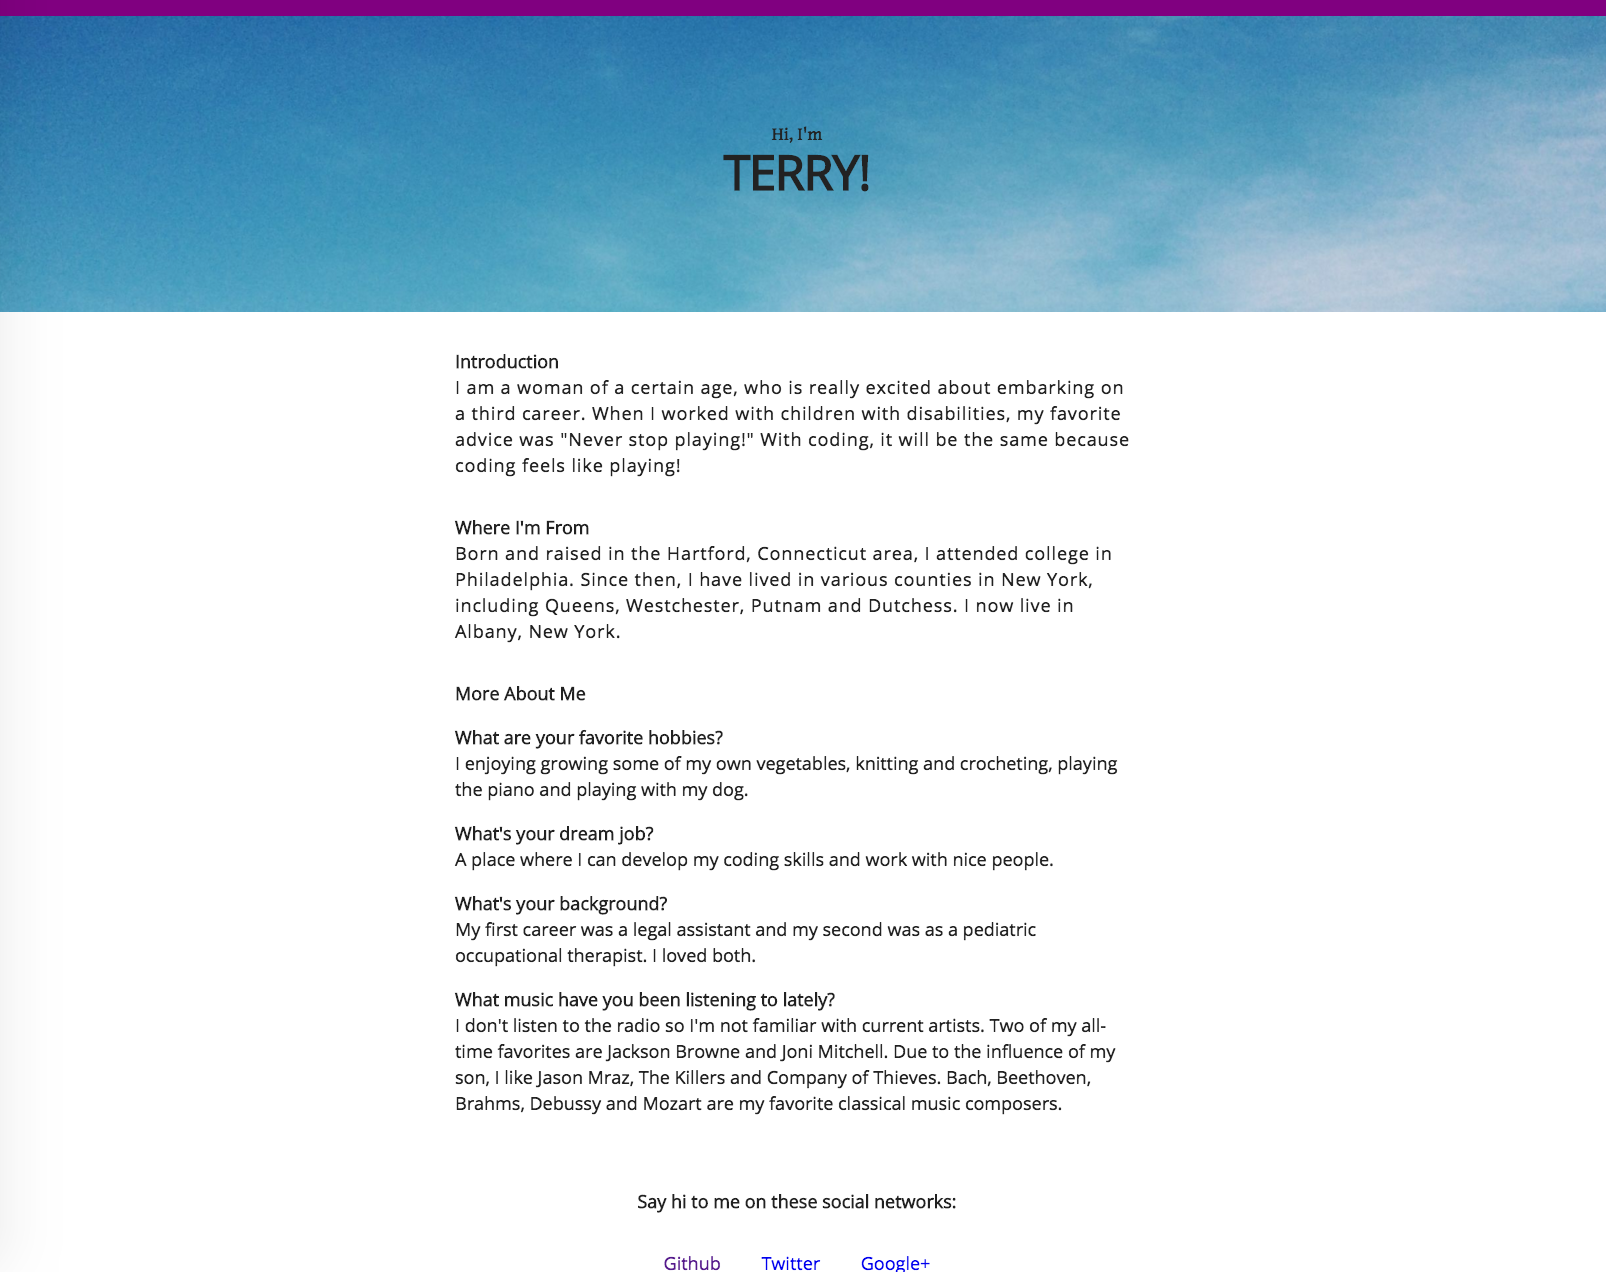 Hi, I'm
TERRY!
Introduction
I am a woman of a certain age, who is really excited about embarking on
a third career. When I worked with children with disabilities, my favorite
advice was "Never stop playing!" With coding, it will be the same because
coding feels like playing!
Where I'm From
Born and raised in the Hartford, Connecticut area, I attended college in
Philadelphia. Since then, I have lived in various counties in New York,
including Queens, Westchester, Putnam and Dutchess. I now live in
Albany, New York.
More About Me
What are your favorite hobbies?
I enjoying growing some of my own vegetables, knitting and crocheting, playing
the piano and playing with my dog.
What's your dream job?
A place where I can develop my coding skills and work with nice people.
What's your background?
My first career was a legal assistant and my second was as a pediatric
occupational therapist. I loved both.
What music have you been listening to lately?
I don't listen to the radio so I'm not familiar with current artists. Two of my all-
time favorites are Jackson Browne and Joni Mitchell. Due to the influence of my
son, I like Jason Mraz, The Killers and Company of Thieves. Bach, Beethoven,
Brahms, Debussy and Mozart are my favorite classical music composers.
Say hi to me on these social networks:
Github Twitter Google+